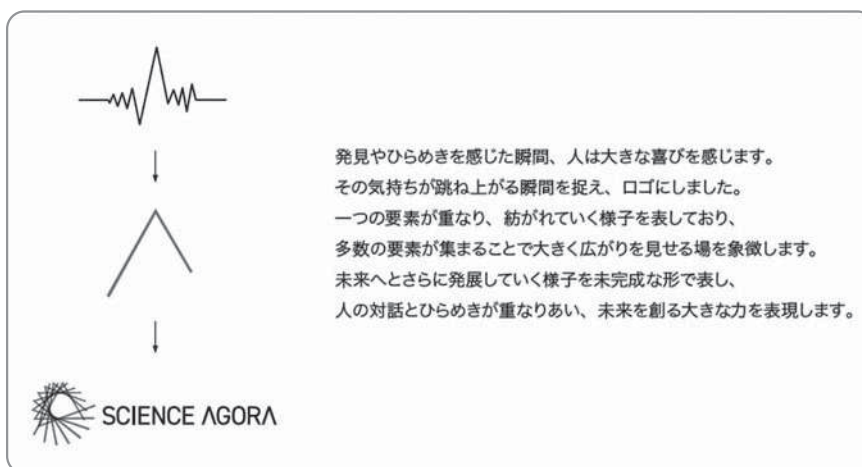 発見やひらめきを感じた瞬間、人は大きな喜びを感じます。
その気持ちが跳ね上がる瞬間を捉え、ロゴにしました。
一つの要素が重なり、紡がれていく様子を表しており、
多数の要素が集まることで大きく広がりを見せる場を象徴します。
未来へとさらに発展していく様子を未完成な形で表し、
人の対話とひらめきが重なりあい、未来を創る大きな力を表現します。
SCIENCE AGORA